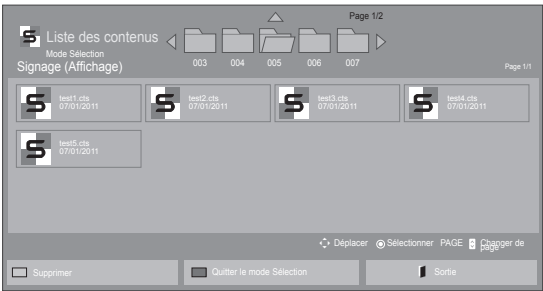 Page 1/2
Liste des contenus
Mode Sélection
003 004 005 006 007
Signage (Affichage)
Page 1/1
test1.cts
07/01/2011
test2.cts
07/01/2011
test3.cts
07/01/2011
test4.cts
07/01/2011
test5.cts
07/01/2011
Déplacer Sélectionner PAGE Changer de
page
Supprimer
Quitter le mode Sélection
Sortie